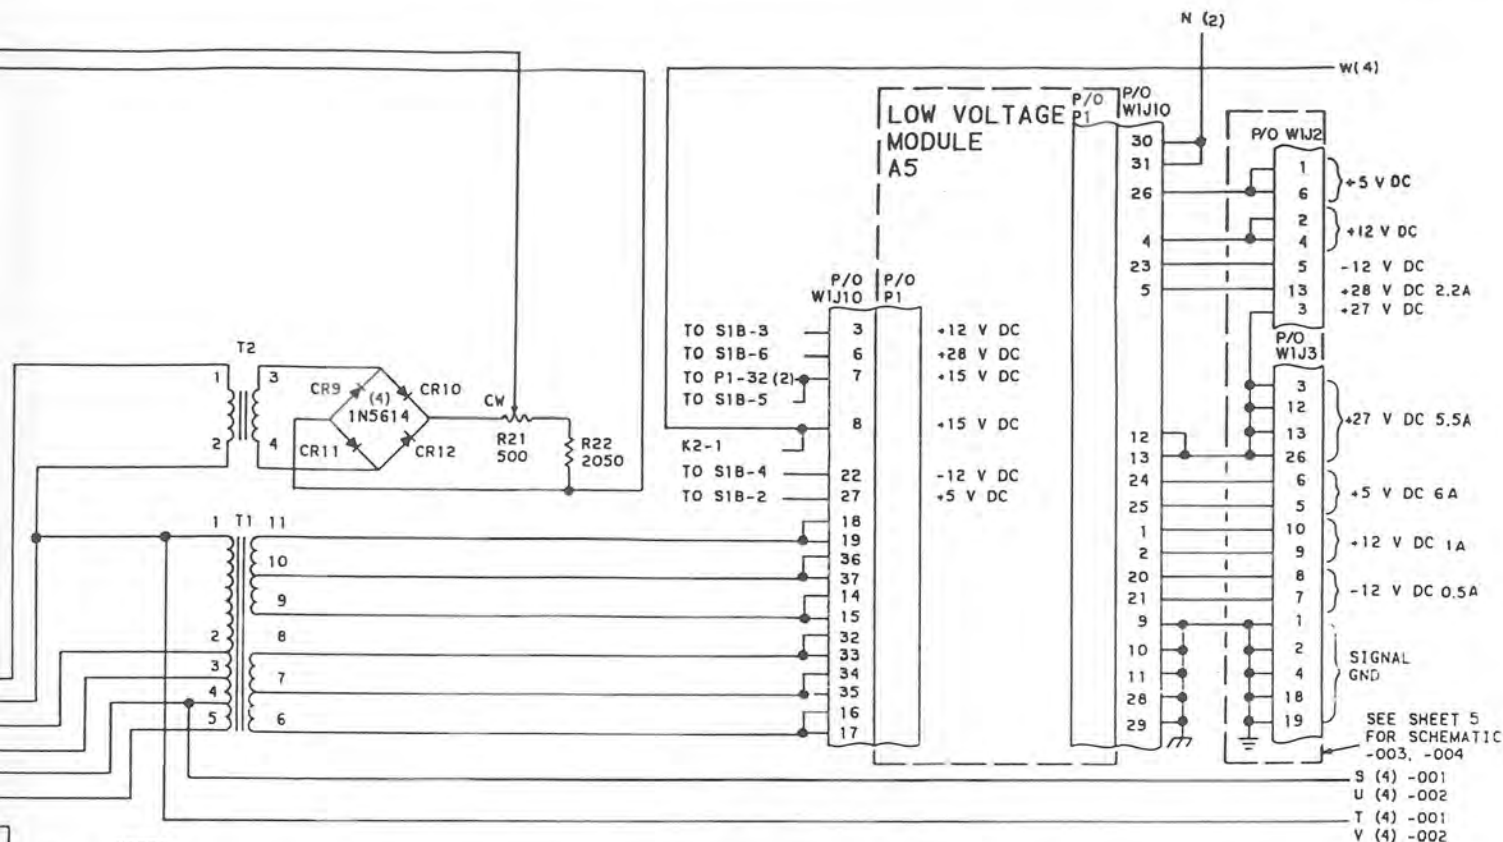 N (2)
W(4)
LOW VOLTAGE
MODULE
A5
P/O
P1
P/O
W1J10
30
31
26
4
23
5
P/O W1J2
1
6
+5 V DC
2
4
+12 V DC
5
-12 V DC
13
+28 V DC 2.2A
3
+27 V DC
P/O
W1J3
3
12
13
26
+27 V DC 5.5A
6
5
+5 V DC 6A
10
9
+12 V DC 1A
8
7
-12 V DC 0.5A
1
2
4
18
19
SIGNAL
GND
12
13
24
25
1
2
20
21
9
10
11
28
29
P/O
W1J10
P/O
P1
TO S1B-3
3
+12 V DC
TO S1B-6
6
+28 V DC
TO P1-32 (2)
7
+15 V DC
TO S1B-5
8
+15 V DC
K2-1
TO S1B-4
22
-12 V DC
TO S1B-2
27
+5 V DC
18
19
36
37
14
15
32
33
34
35
16
17
T2
1
3
2
4
CR9
CR10
(4)
1N5614
CR11
CR12
CW
R21
500
R22
2050
1
T1
11
10
9
2
8
3
7
4
5
6
SEE SHEET 5
FOR SCHEMATIC
-003, -004
S (4) -001
U (4) -002
T (4) -001
V (4) -002